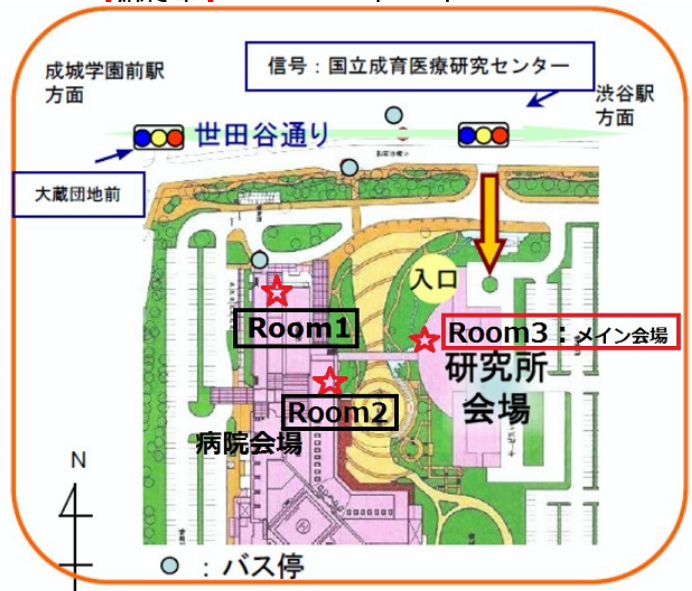 成城学園前駅
方面
信号：国立成育医療研究センター
渋谷駅
方面
世田谷通り
大蔵団地前
入口
Room1
Room3：メイン会場
研究所
会場
Room2
病院会場
N
：バス停